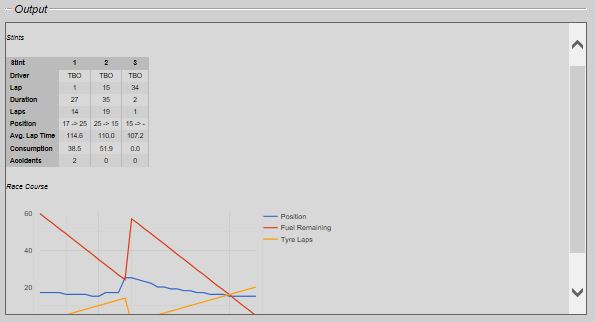 Output
Stints
Stint 1 2 3
Driver TBO TBO TBO
Lap 1 15 34
Duration 27 35 2
Laps 14 19 1
Position 17 -> 25 25 -> 15 15 -> -
Avg. Lap Time 114.6 110.0 107.2
Consumption 38.5 51.9 0.0
Accidents 2 0 0
Race Course
60
40
20
Position
Fuel Remaining
Tyre Laps